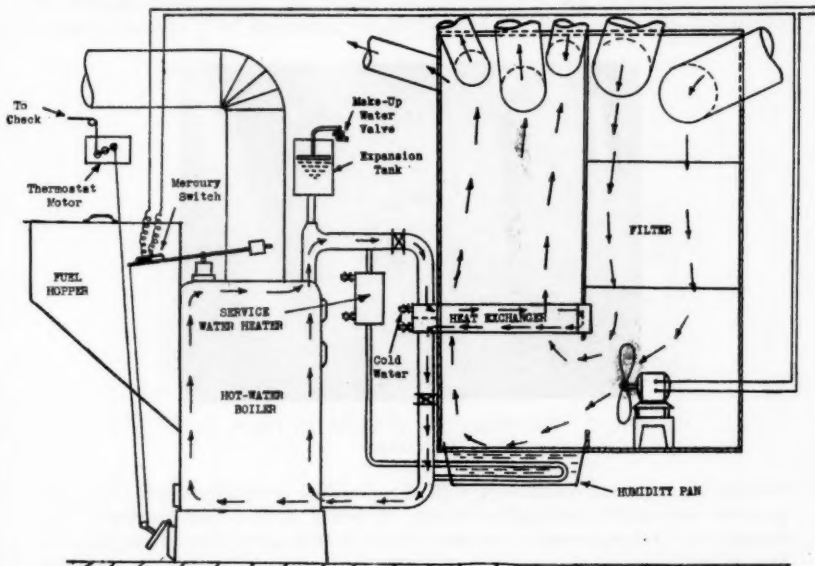 To
Check
Thermostat
Motor
Mercury
Switch
Make-Up
Water
Valve
Expansion
Tank
FUEL
HOPPER
SERVICE
WATER HEATER
HOT-WATER
BOILER
Cold
Water
HEAT EXCHANGER
FILTER
HUMIDITY PAN